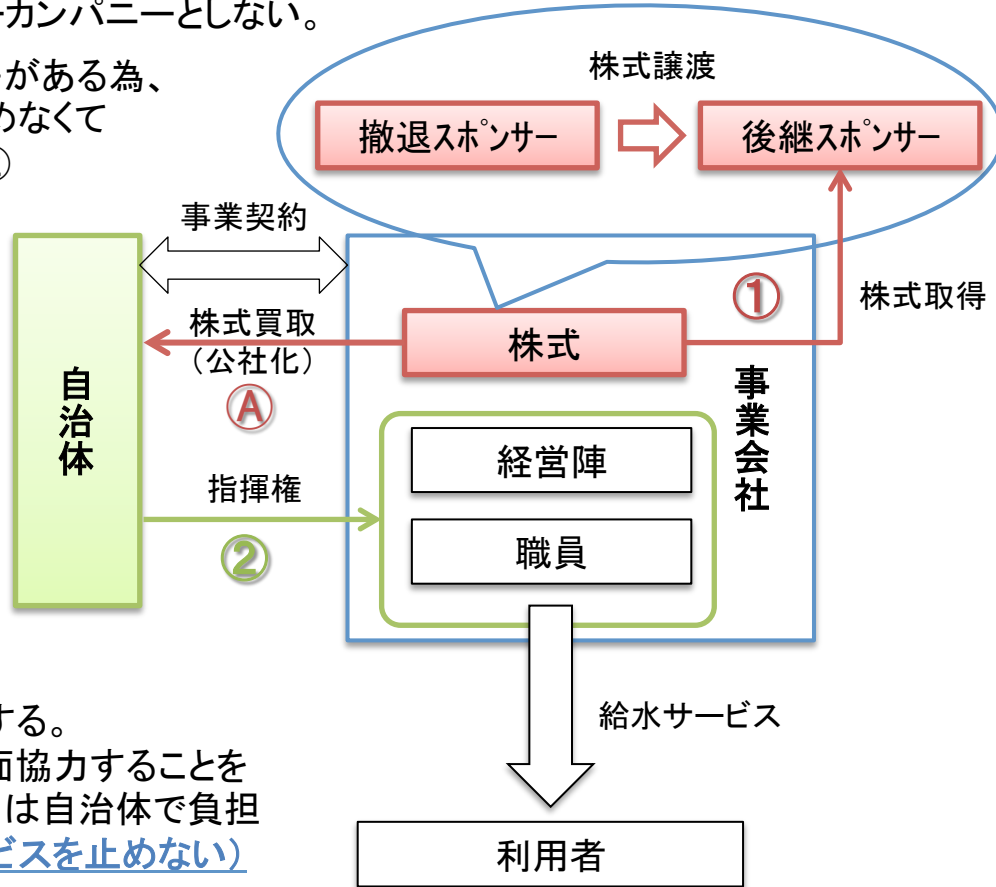 カンパニーとしない。
がある為、
めなくて
株式譲渡
撤退スポンサー
後継スポンサー
事業契約
株式買取
（公社化）
Ⓐ
株式
①
株式取得
自治体
事業会社
経営陣
指揮権
②
職員
する。
面協力することを
は自治体で負担
ビスを止めない）
給水サービス
利用者